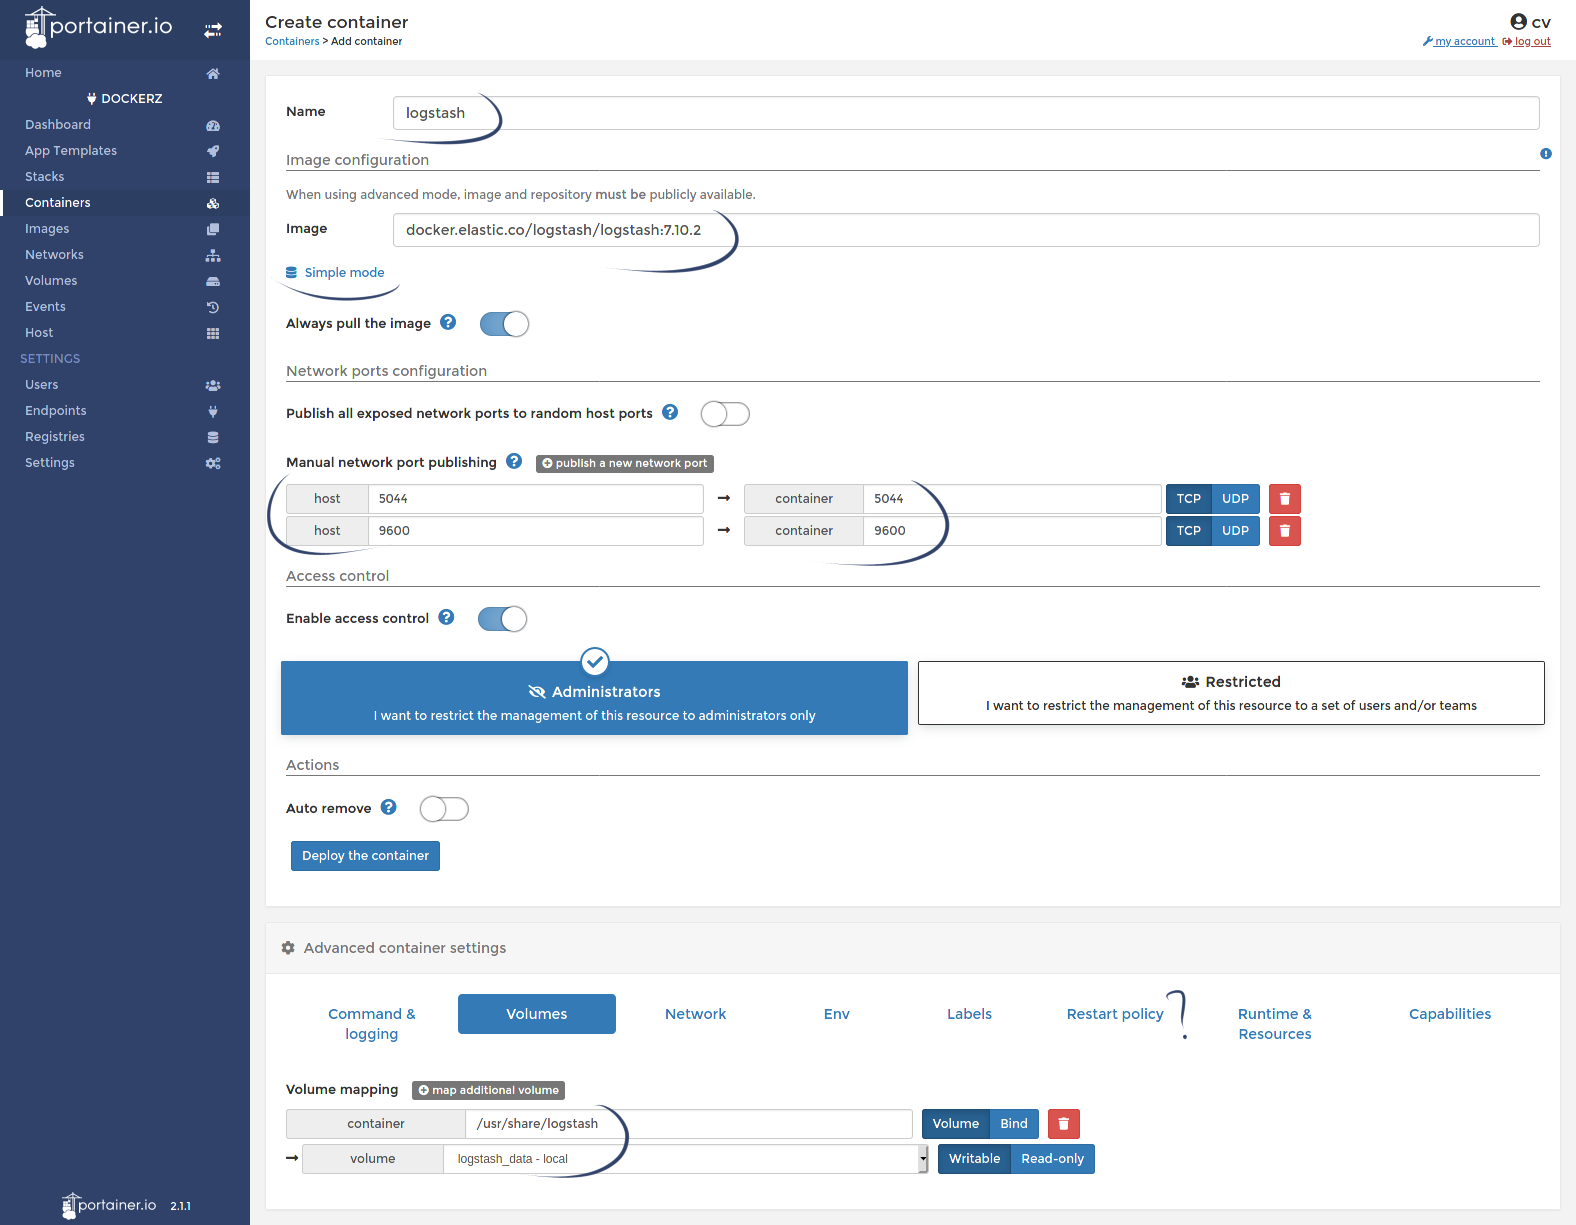 portainer.io
Home
DOCKERZ
Dashboard
App Templates
Stacks
Containers
Images
Networks
Volumes
Events
Host
SETTINGS
Users
Endpoints
Registries
Settings
portainer.io 2.1.1
Create container
Containers > Add container
cv
my account log out
Name logstash
Image configuration
When using advanced mode, image and repository must be publicly available.
Image docker.elastic.co/logstash/logstash:7.10.2
Simple mode
Always pull the image
Network ports configuration
Publish all exposed network ports to random host ports
Manual network port publishing publish a new network port
host 5044 → container 5044 TCP UDP
host 9600 → container 9600 TCP UDP
Access control
Enable access control
Administrators
I want to restrict the management of this resource to administrators only
Restricted
I want to restrict the management of this resource to a set of users and/or teams
Actions
Auto remove
Deploy the container
Advanced container settings
Command & logging
Volumes
Network
Env
Labels
Restart policy ?
Runtime & Resources
Capabilities
Volume mapping map additional volume
container /usr/share/logstash Volume Bind
→ volume logstash_data - local Writable Read-only